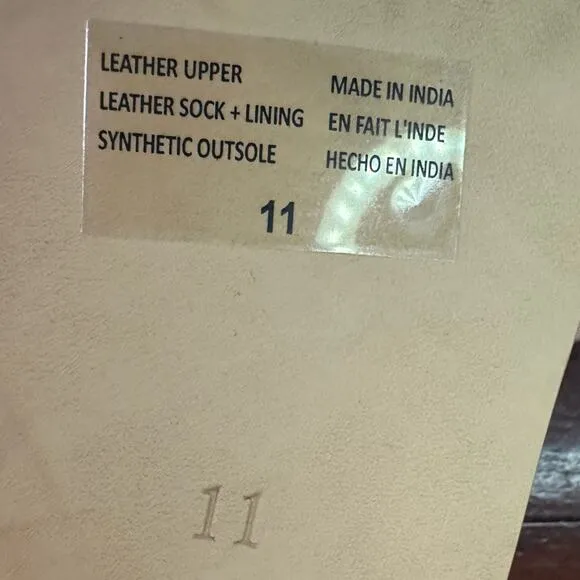 LEATHER UPPER
LEATHER SOCK + LINING
SYNTHETIC OUTSOLE
MADE IN INDIA
EN FAIT L'INDE
HECHO EN INDIA
11
11